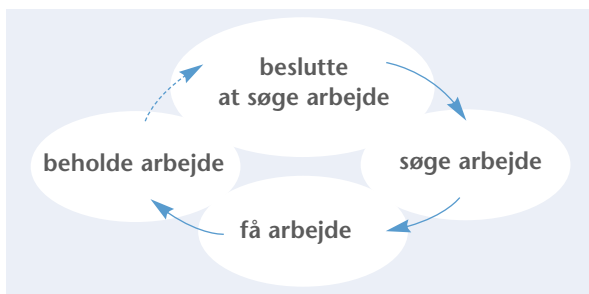 beslutte
at søge arbejde
søge arbejde
få arbejde
beholde arbejde